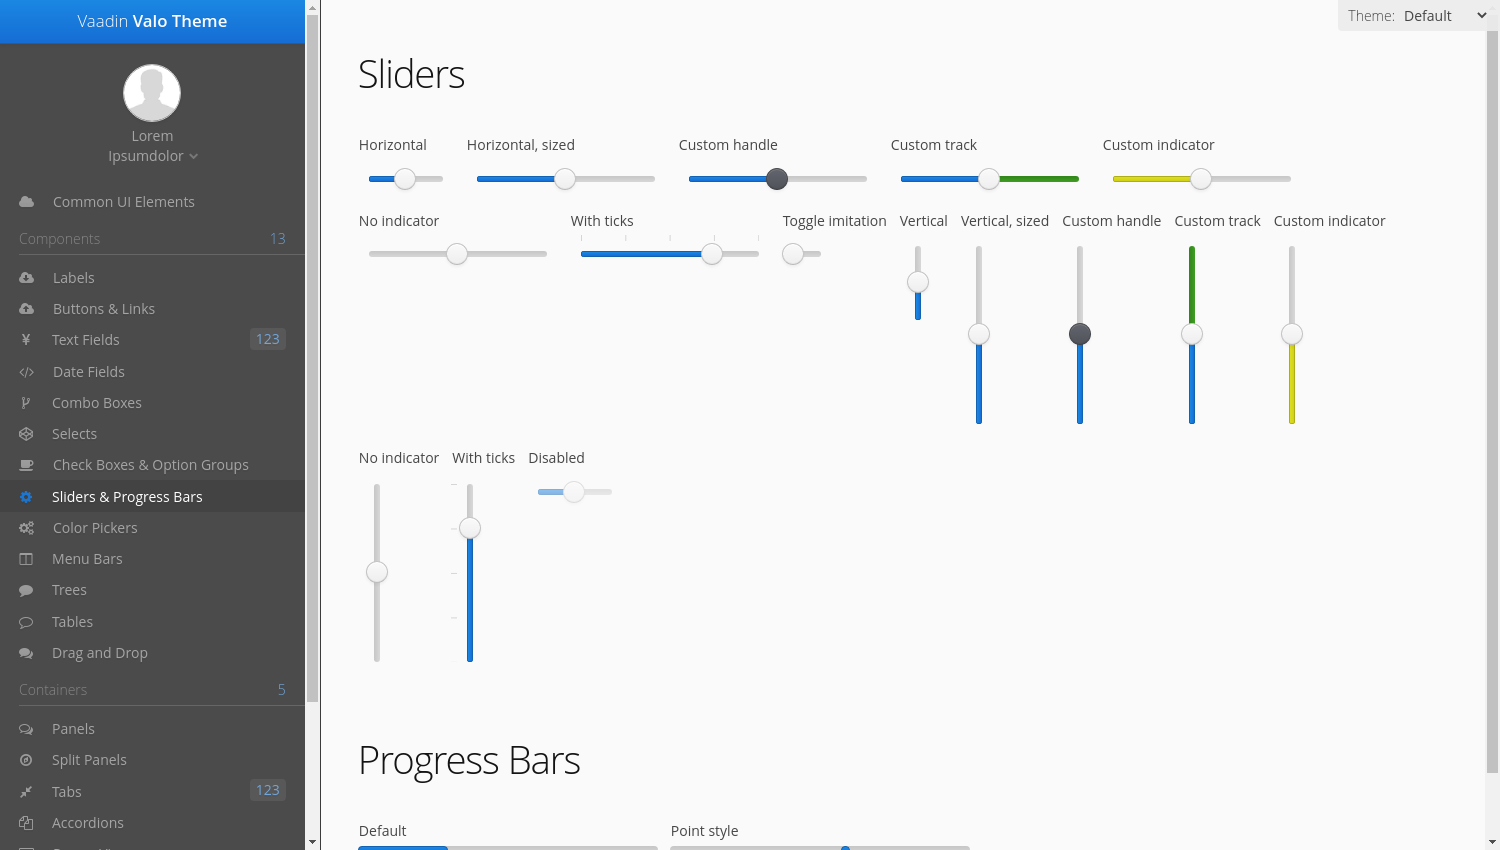 Vaadin Valo Theme
Lorem
Ipsumdolor
Common UI Elements
Components 13
Labels
Buttons & Links
Text Fields 123
Date Fields
Combo Boxes
Selects
Check Boxes & Option Groups
Sliders & Progress Bars
Color Pickers
Menu Bars
Trees
Tables
Drag and Drop
Containers 5
Panels
Split Panels
Tabs 123
Accordions
Theme: Default
Sliders
Horizontal Horizontal, sized Custom handle Custom track Custom indicator
No indicator With ticks Toggle imitation Vertical Vertical, sized Custom handle Custom track Custom indicator
No indicator With ticks Disabled
Progress Bars
Default Point style